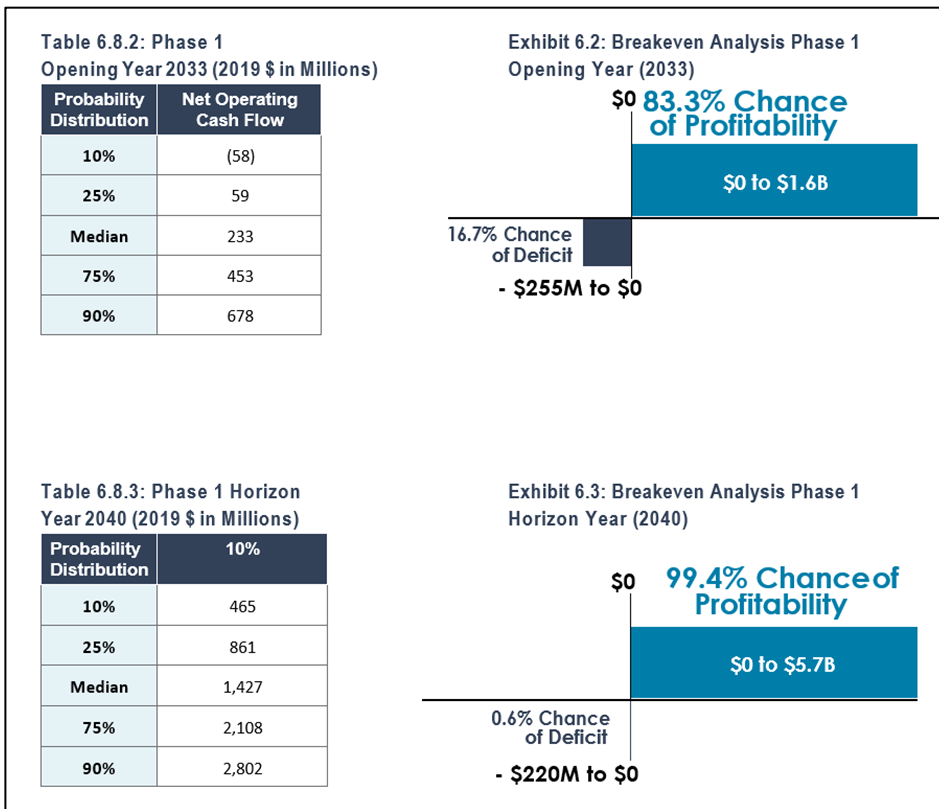 Table 6.8.2: Phase 1
Opening Year 2033 (2019 $ in Millions)
Probability Distribution Net Operating Cash Flow
10% (58)
25% 59
Median 233
75% 453
90% 678
Exhibit 6.2: Breakeven Analysis Phase 1
Opening Year (2033)
$0 83.3% Chance
of Profitability
$0 to $1.6B
16.7% Chance
of Deficit
- $255M to $0
Table 6.8.3: Phase 1 Horizon
Year 2040 (2019 $ in Millions)
Probability Distribution 10%
10% 465
25% 861
Median 1,427
75% 2,108
90% 2,802
Exhibit 6.3: Breakeven Analysis Phase 1
Horizon Year (2040)
$0 99.4% Chance of
Profitability
$0 to $5.7B
0.6% Chance
of Deficit
- $220M to $0